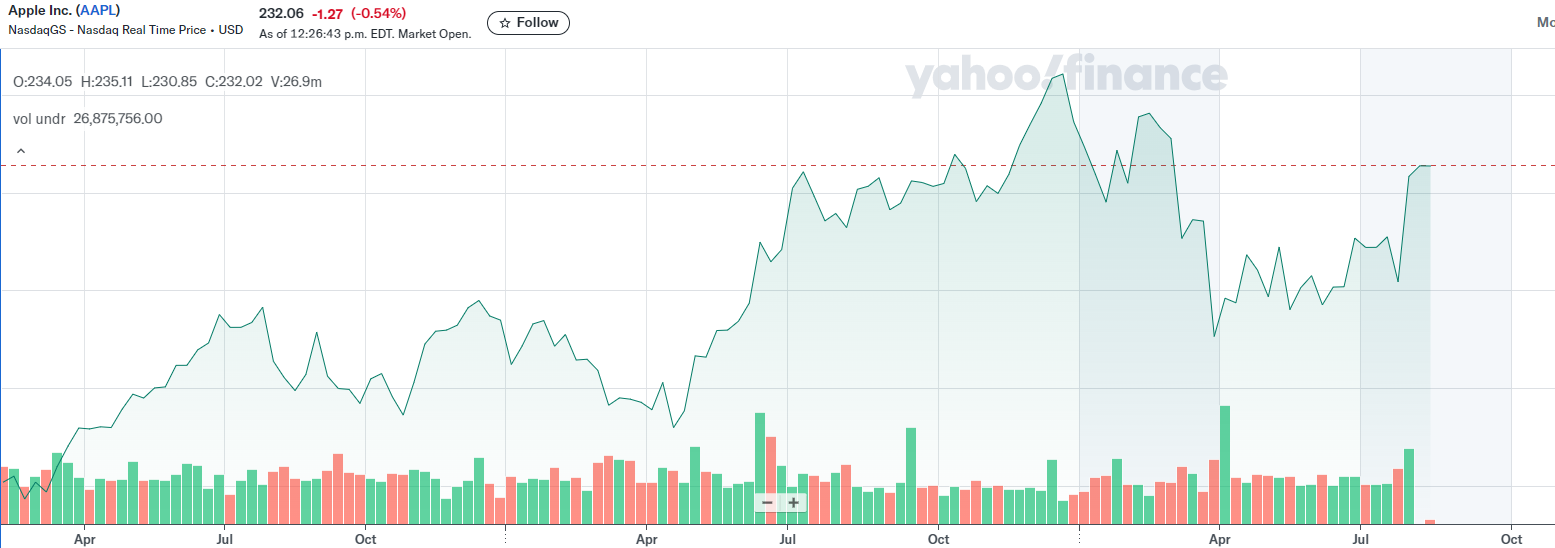 Apple Inc. (AAPL)
NasdaqGS - Nasdaq Real Time Price • USD
232.06 -1.27 (-0.54%)
As of 12:26:43 p.m. EDT. Market Open.
Follow
Mo
yahoo!finance
O:234.05 H:235.11 L:230.85 C:232.02 V:26.9m
vol undr 26,875,756.00
− +
Apr Jul Oct Apr Jul Oct Apr Jul Oct